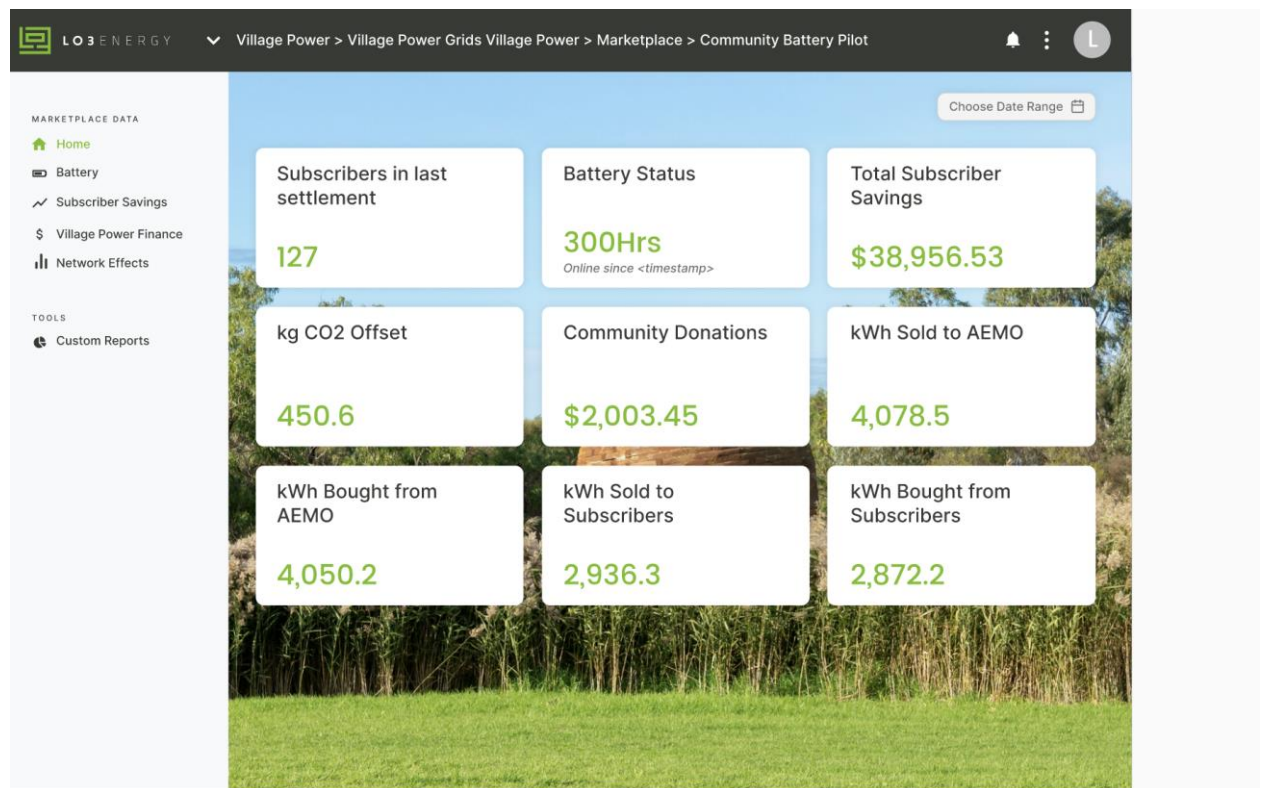 LO3ENERGY
Village Power > Village Power Grids Village Power > Marketplace > Community Battery Pilot
L
MARKETPLACE DATA
Home
Battery
Subscriber Savings
Village Power Finance
Network Effects
TOOLS
Custom Reports
Choose Date Range
Subscribers in last
settlement
127
Battery Status
300Hrs
Online since <timestamp>
Total Subscriber
Savings
$38,956.53
kg CO2 Offset
450.6
Community Donations
$2,003.45
kWh Sold to AEMO
4,078.5
kWh Bought from
AEMO
4,050.2
kWh Sold to
Subscribers
2,936.3
kWh Bought from
Subscribers
2,872.2